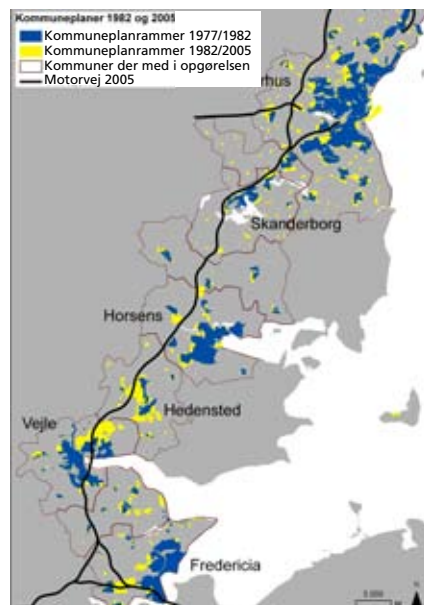 Kommuneplaner 1982 og 2005
Kommuneplanrammer 1977/1982
Kommuneplanrammer 1982/2005
Kommuner der med i opgørelsen
Motorvej 2005
rhus
Skanderborg
Horsens
Hedensted
Vejle
Fredericia
N